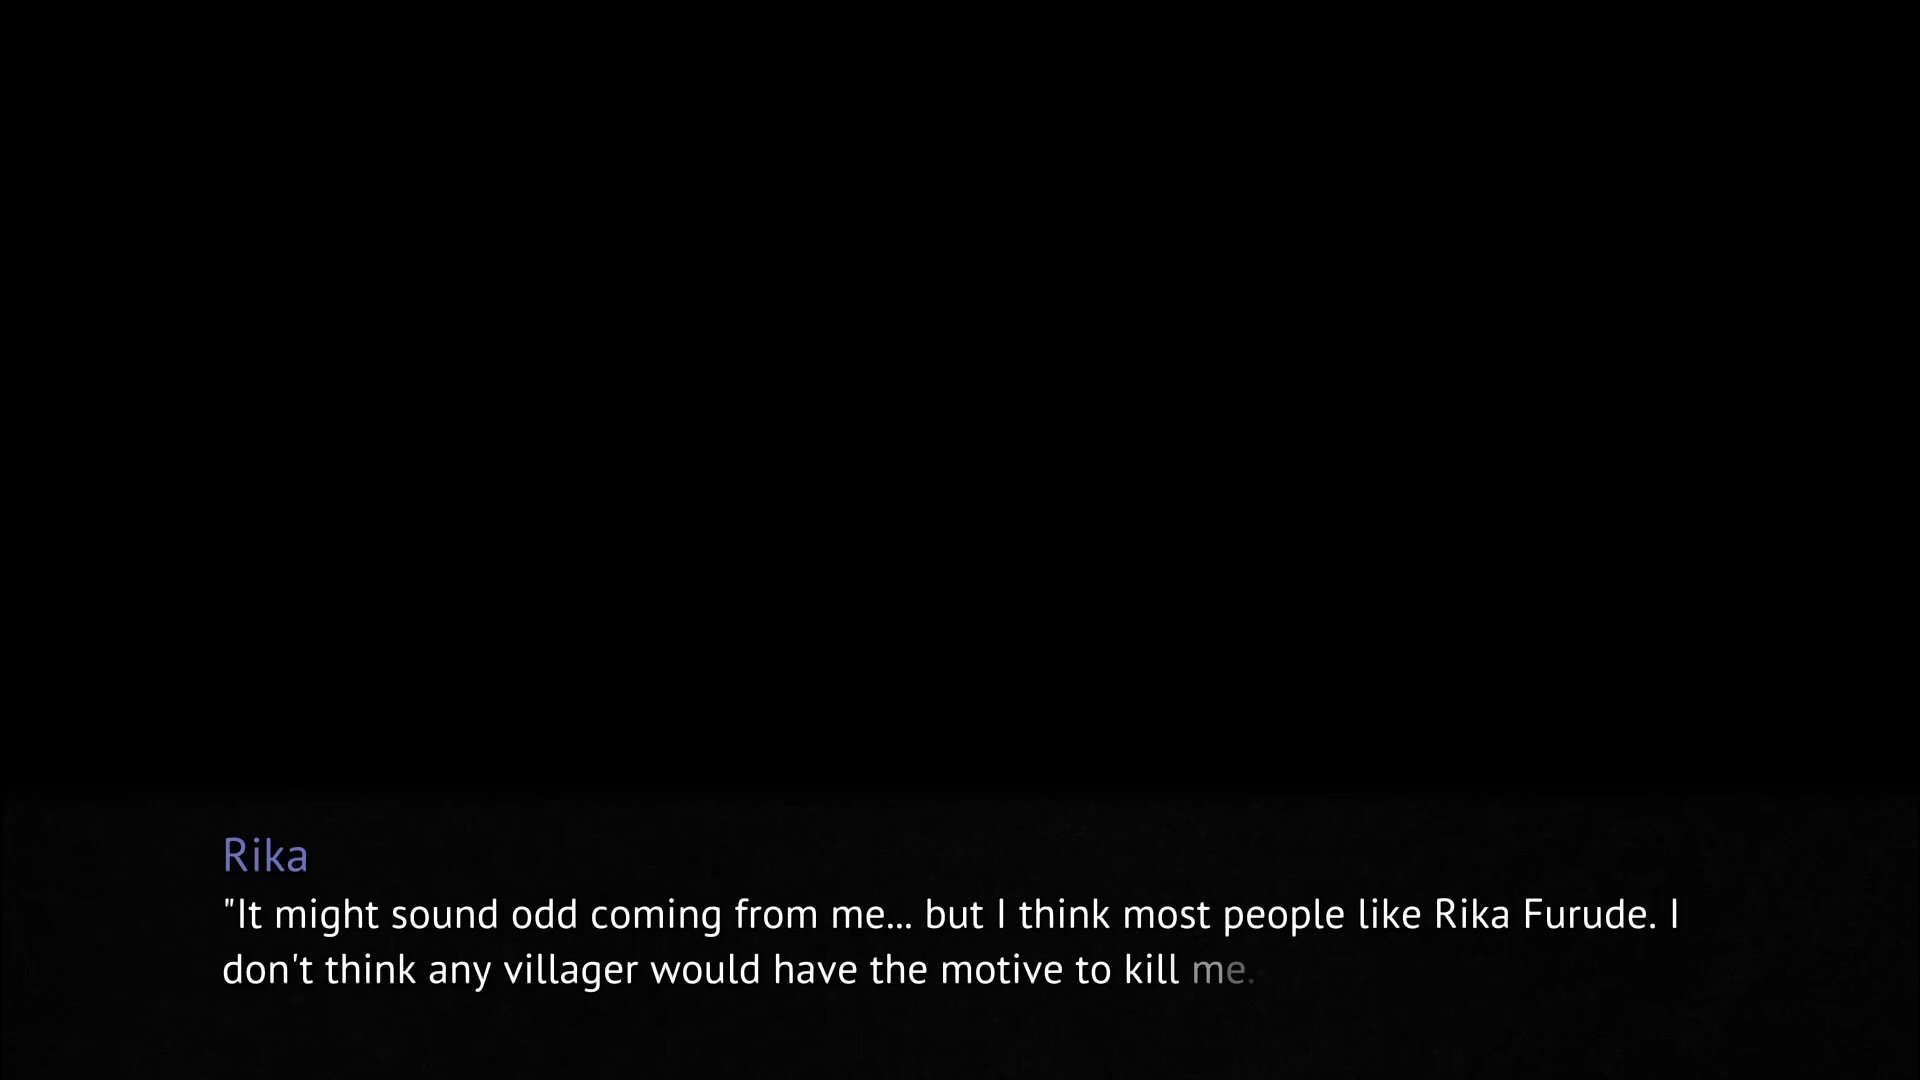 Rika
"It might sound odd coming from me... but I think most people like Rika Furude. I
don't think any villager would have the motive to kill me.